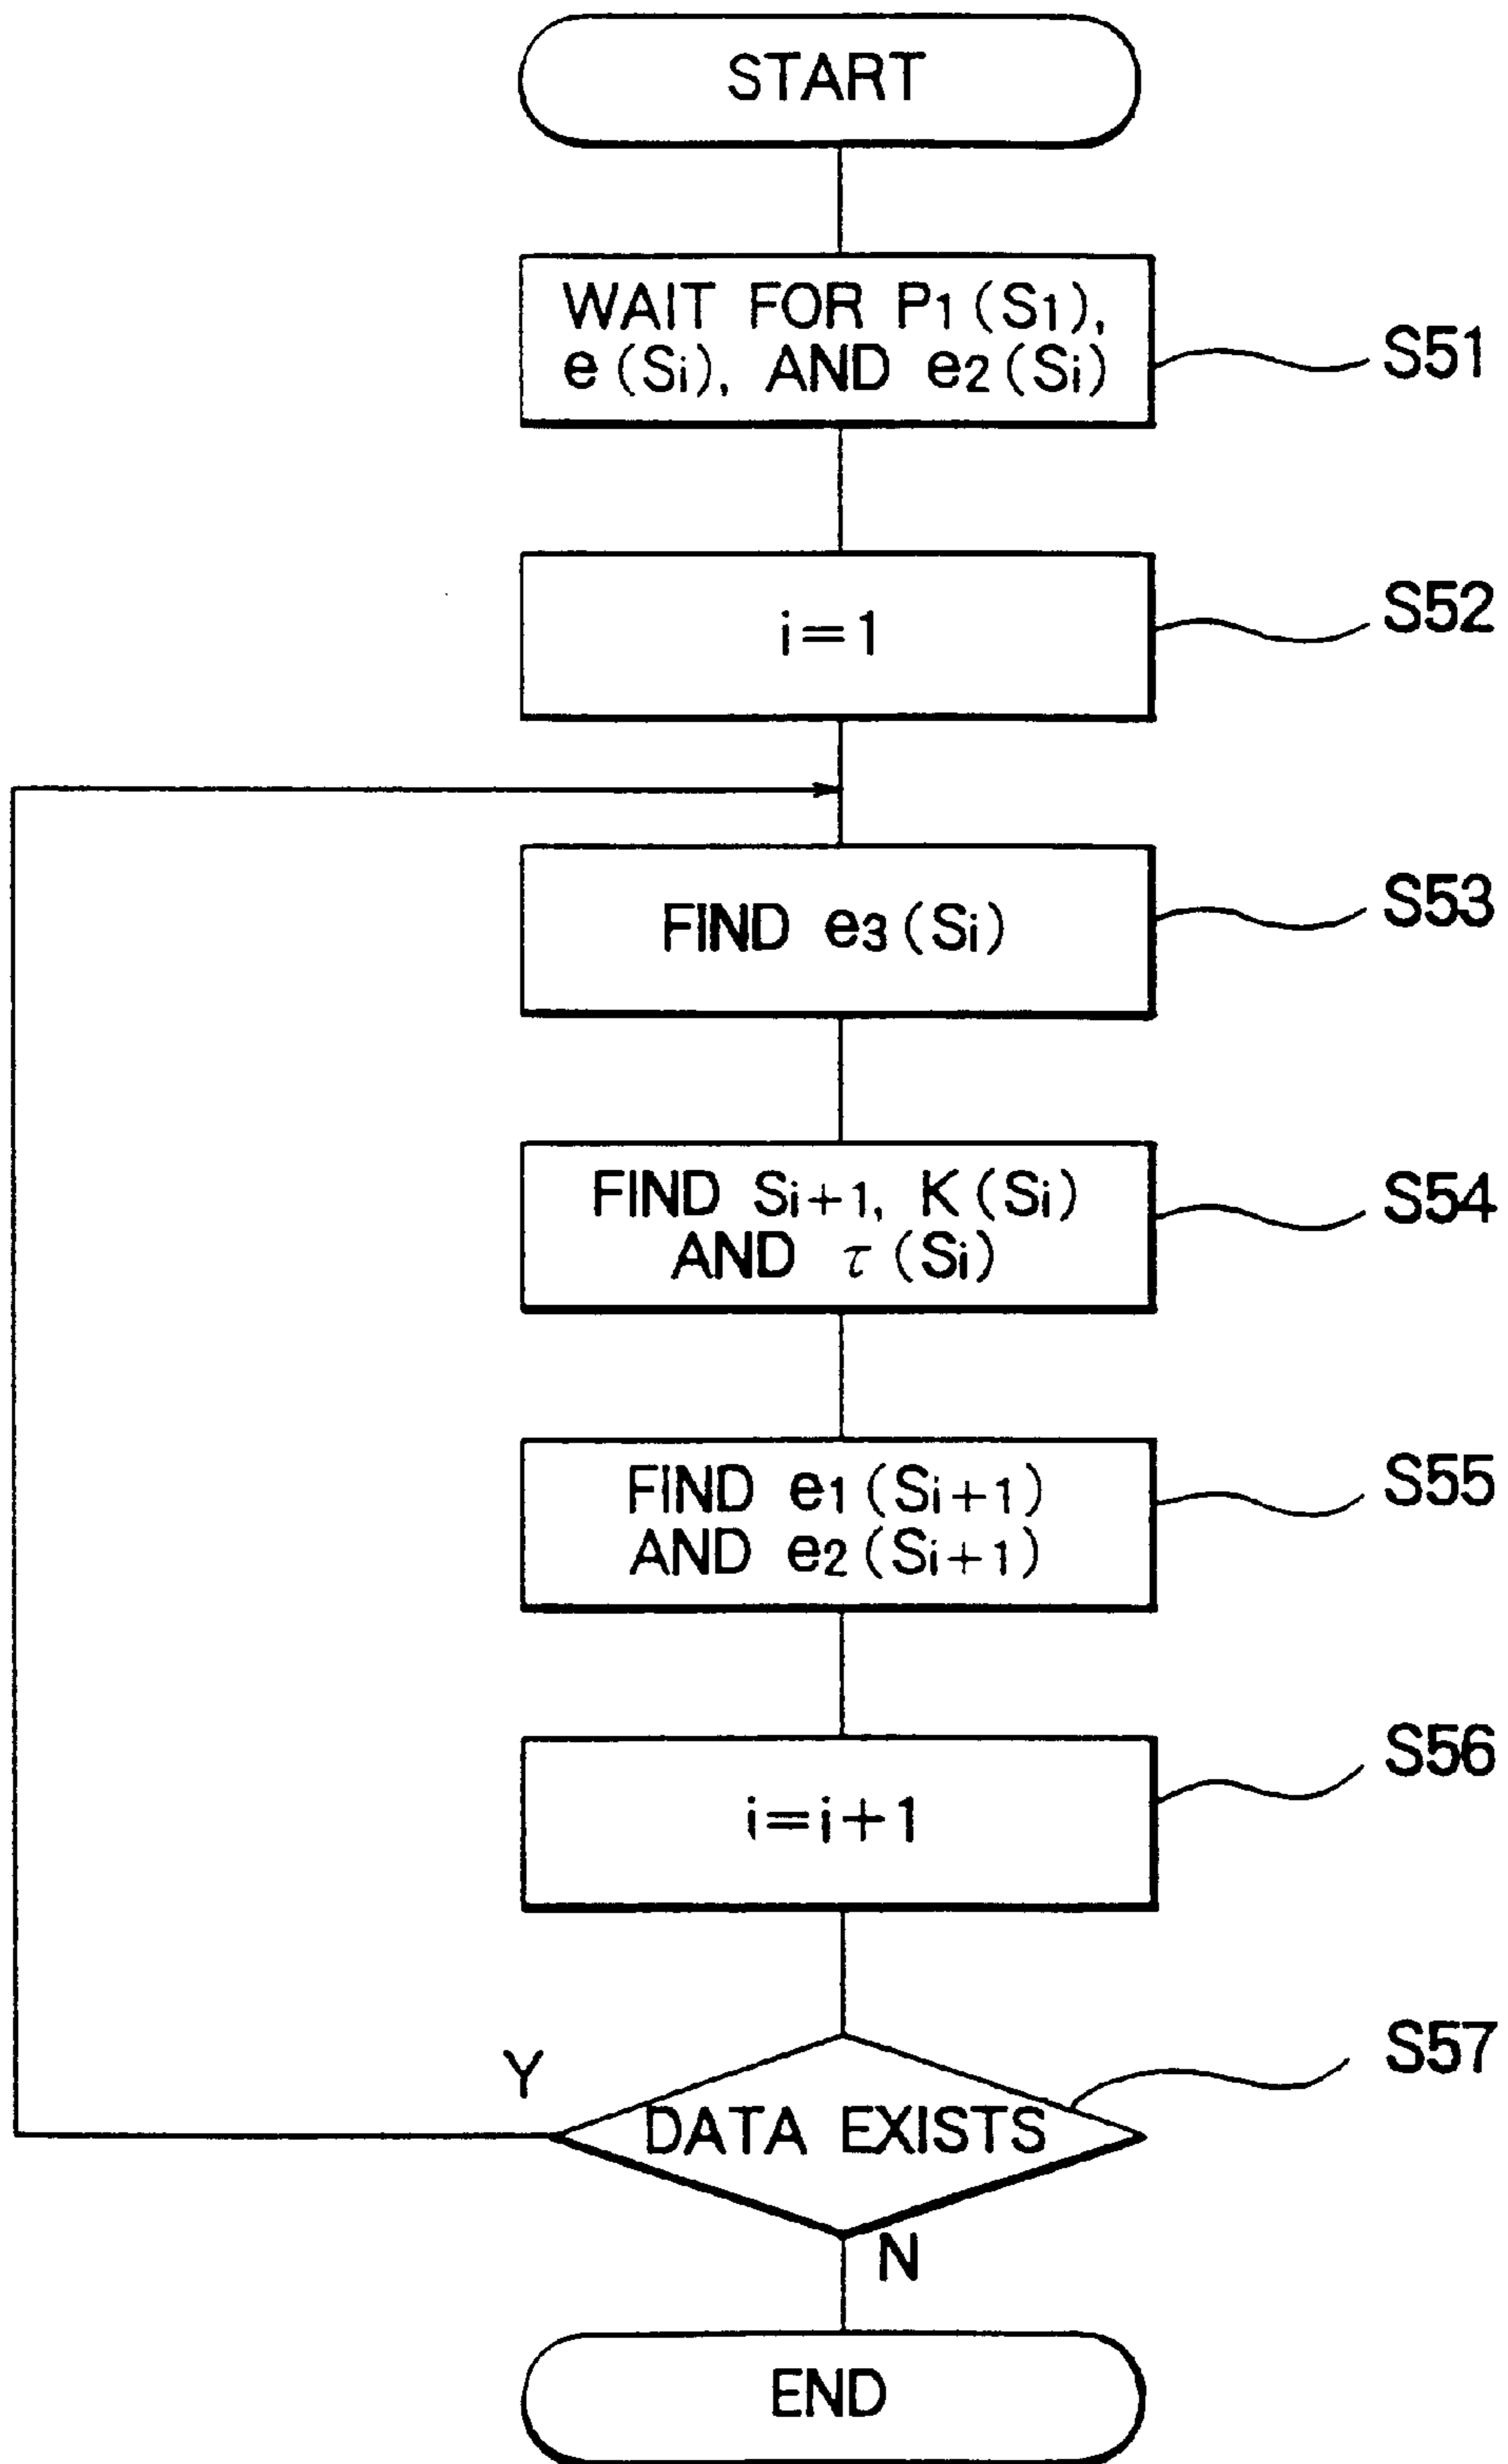 START
WAIT FOR P1(S1),
e(Si), AND e2(Si)
S51
i=1
S52
FIND e3(Si)
S53
FIND Si+1, K(Si)
AND τ(Si)
S54
FIND e1(Si+1)
AND e2(Si+1)
S55
i=i+1
S56
Y
DATA EXISTS
S57
N
END